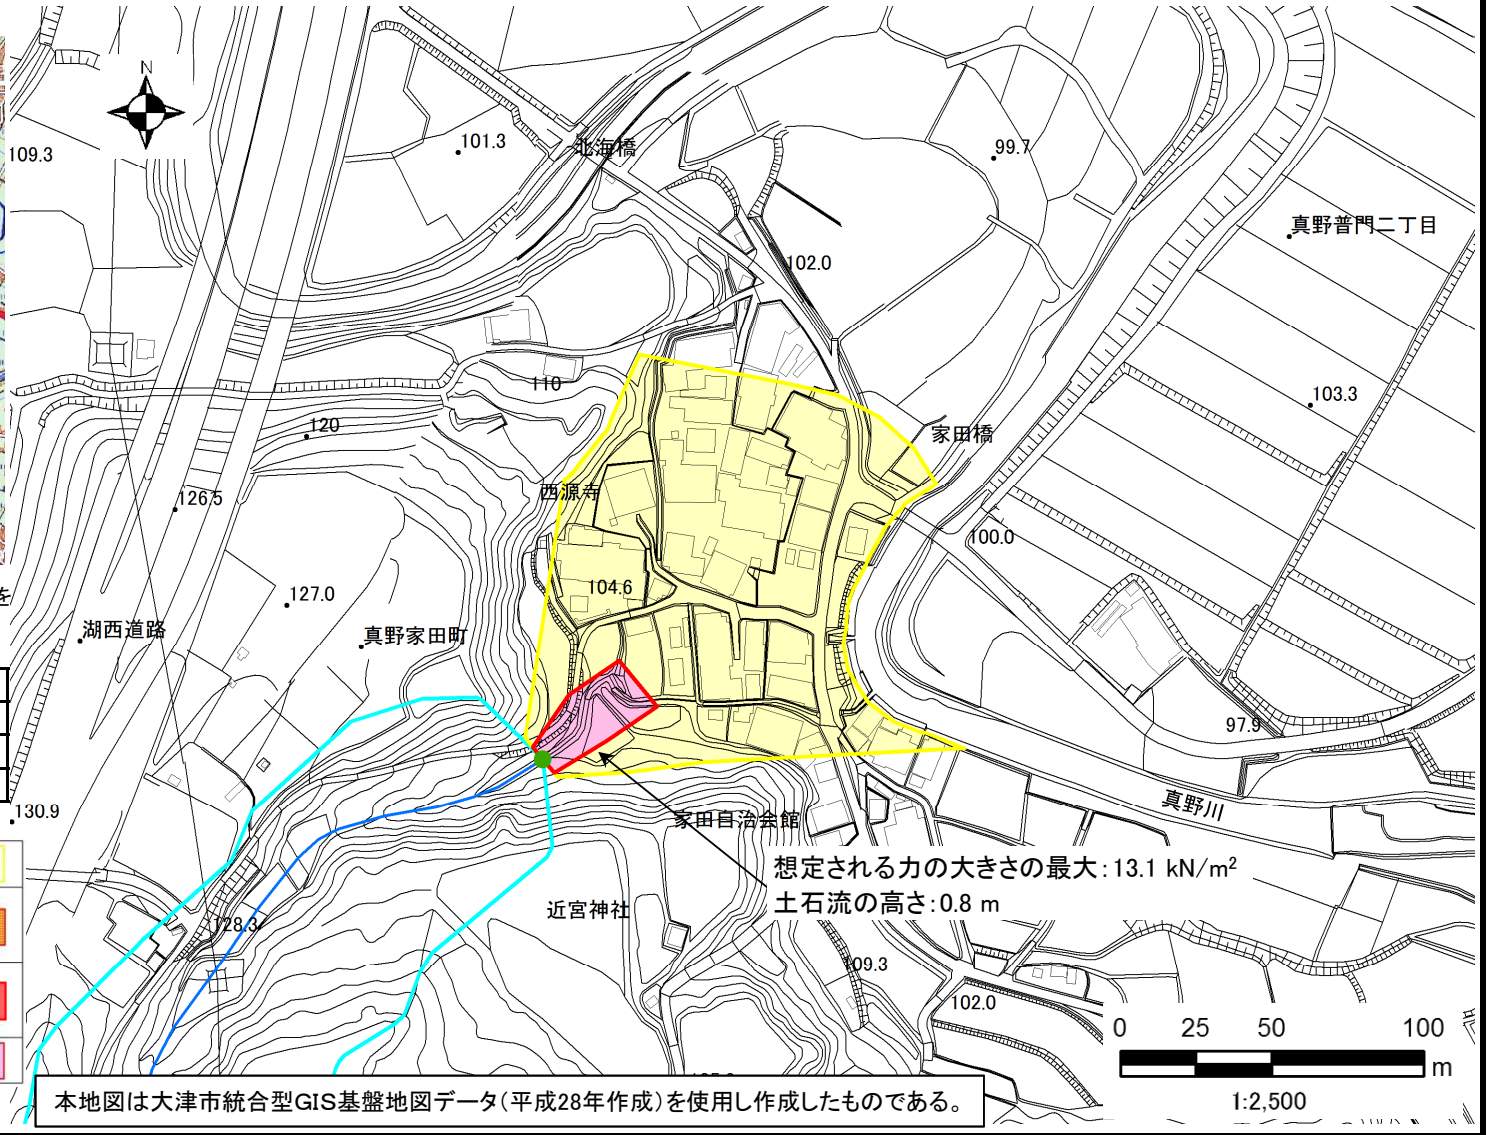 N
109.3
101.3
北海橋
99.7
真野普門二丁目
102.0
110
103.3
120
家田橋
西源寺
126.5
100.0
104.6
127.0
を
湖西道路
真野家田町
97.9
真野川
130.9
家田自治会館
想定される力の大きさの最大:13.1 kN/m²
土石流の高さ:0.8 m
近宮神社
128.3
109.3
102.0
0 25 50 100
m
1:2,500
本地図は大津市統合型GIS基盤地図データ(平成28年作成)を使用し作成したものである。